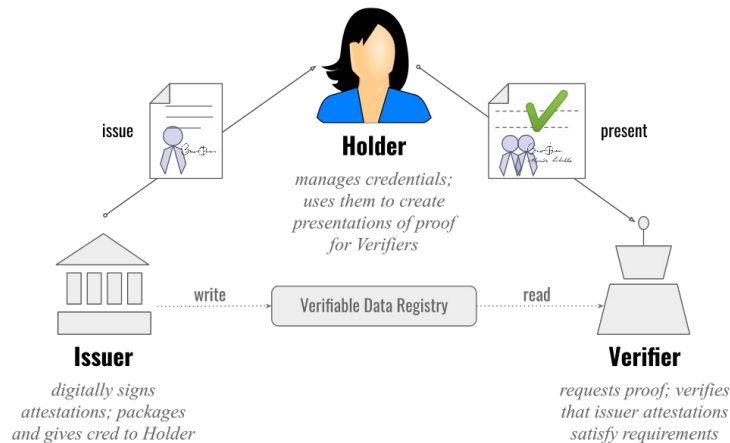 issue
present
Holder
manages credentials;
uses them to create
presentations of proof
for Verifiers
write
Verifiable Data Registry
read
Issuer
digitally signs
attestations; packages
and gives cred to Holder
Verifier
requests proof; verifies
that issuer attestations
satisfy requirements